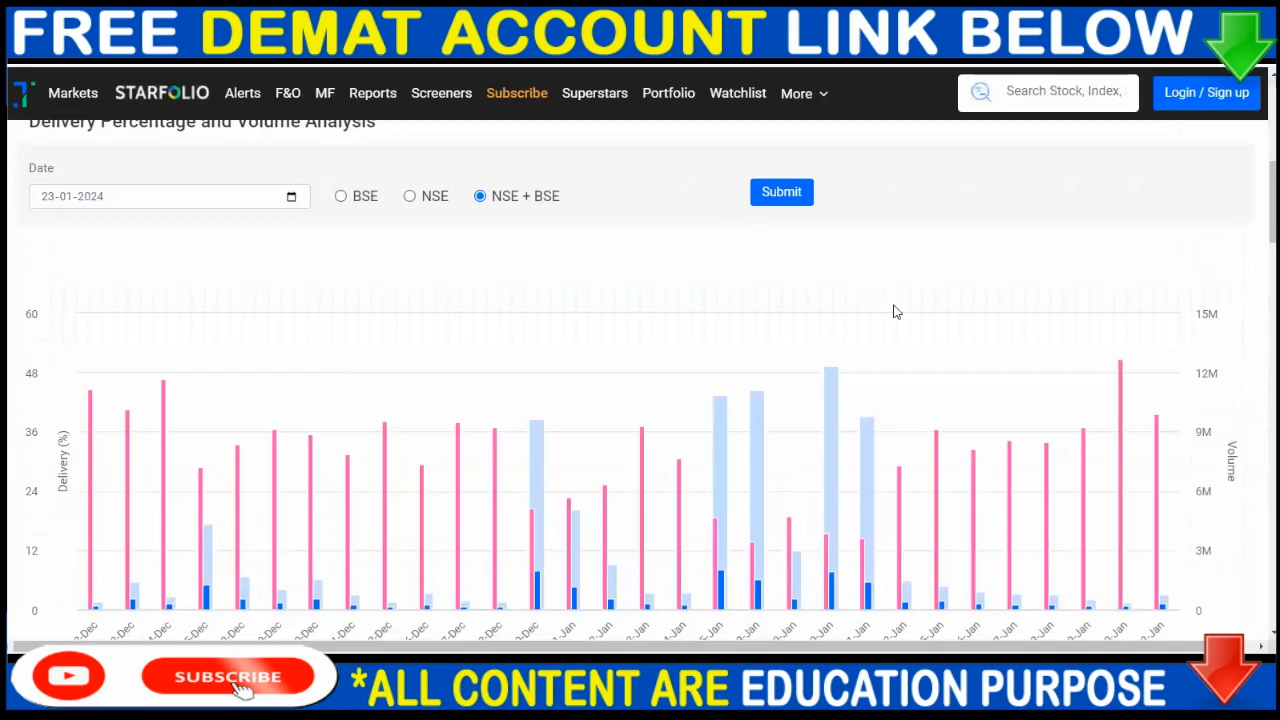 FREE DEMAT ACCOUNT LINK BELOW
Markets STARFOLIO Alerts F&O MF Reports Screeners Subscribe Superstars Portfolio Watchlist More Search Stock, Index, Login / Sign up
Delivery Percentage and Volume Analysis
Date
23-01-2024 BSE NSE NSE + BSE Submit
60 15M
48 12M
36 9M
Delivery (%)
Volume
24 6M
12 3M
0 0
SUBSCRIBE
*ALL CONTENT ARE EDUCATION PURPOSE